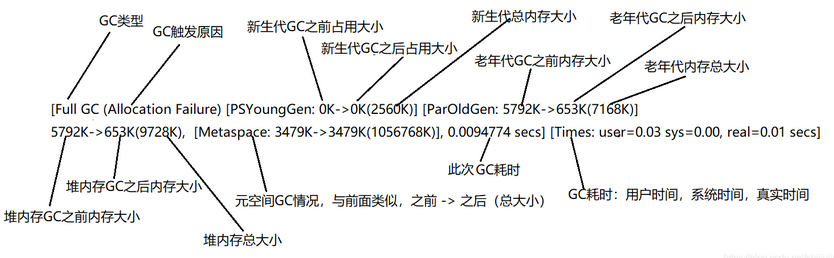 GC类型
GC触发原因
新生代GC之前占用大小
新生代GC之后占用大小
新生代总内存大小
老年代GC之前内存大小
老年代GC之后内存大小
老年代内存总大小
[Full GC (Allocation Failure) [PSYoungGen: 0K->0K(2560K)] [ParOldGen: 5792K->653K(7168K)]
5792K->653K(9728K), [Metaspace: 3479K->3479K(1056768K)], 0.0094774 secs] [Times: user=0.03 sys=0.00, real=0.01 secs]
堆内存GC之前内存大小
堆内存GC之后内存大小
堆内存总大小
元空间GC情况，与前面类似，之前 -> 之后（总大小）
此次GC耗时
GC耗时：用户时间，系统时间，真实时间